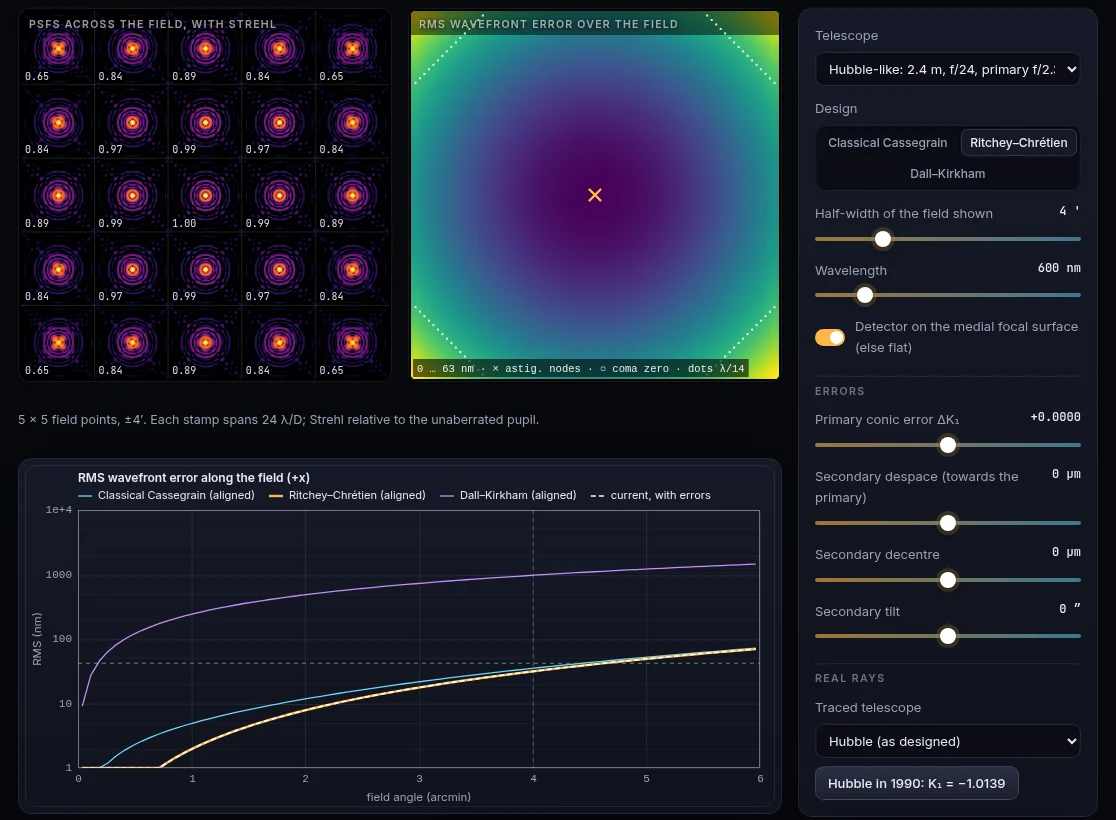 PSFS ACROSS THE FIELD, WITH STREHL
0.65 0.84 0.89 0.84 0.65
0.84 0.97 0.99 0.97 0.84
0.89 0.99 1.00 0.99 0.89
0.84 0.97 0.99 0.97 0.84
0.65 0.84 0.89 0.84 0.65
RMS WAVEFRONT ERROR OVER THE FIELD
0 … 63 nm · × astig. nodes · ○ coma zero · dots λ/14
5 × 5 field points, ±4′. Each stamp spans 24 λ/D; Strehl relative to the unaberrated pupil.
RMS wavefront error along the field (+x)
Classical Cassegrain (aligned) Ritchey–Chrétien (aligned) Dall–Kirkham (aligned) current, with errors
1e+4
1000
100
10
1
RMS (nm)
0 1 2 3 4 5 6
field angle (arcmin)
Telescope
Hubble-like: 2.4 m, f/24, primary f/2.
Design
Classical Cassegrain Ritchey–Chrétien
Dall–Kirkham
Half-width of the field shown 4 ′
Wavelength 600 nm
Detector on the medial focal surface
(else flat)
ERRORS
Primary conic error ΔK₁ +0.0000
Secondary despace (towards the 0 µm
primary)
Secondary decentre 0 µm
Secondary tilt 0 ″
REAL RAYS
Traced telescope
Hubble (as designed)
Hubble in 1990: K₁ = −1.0139